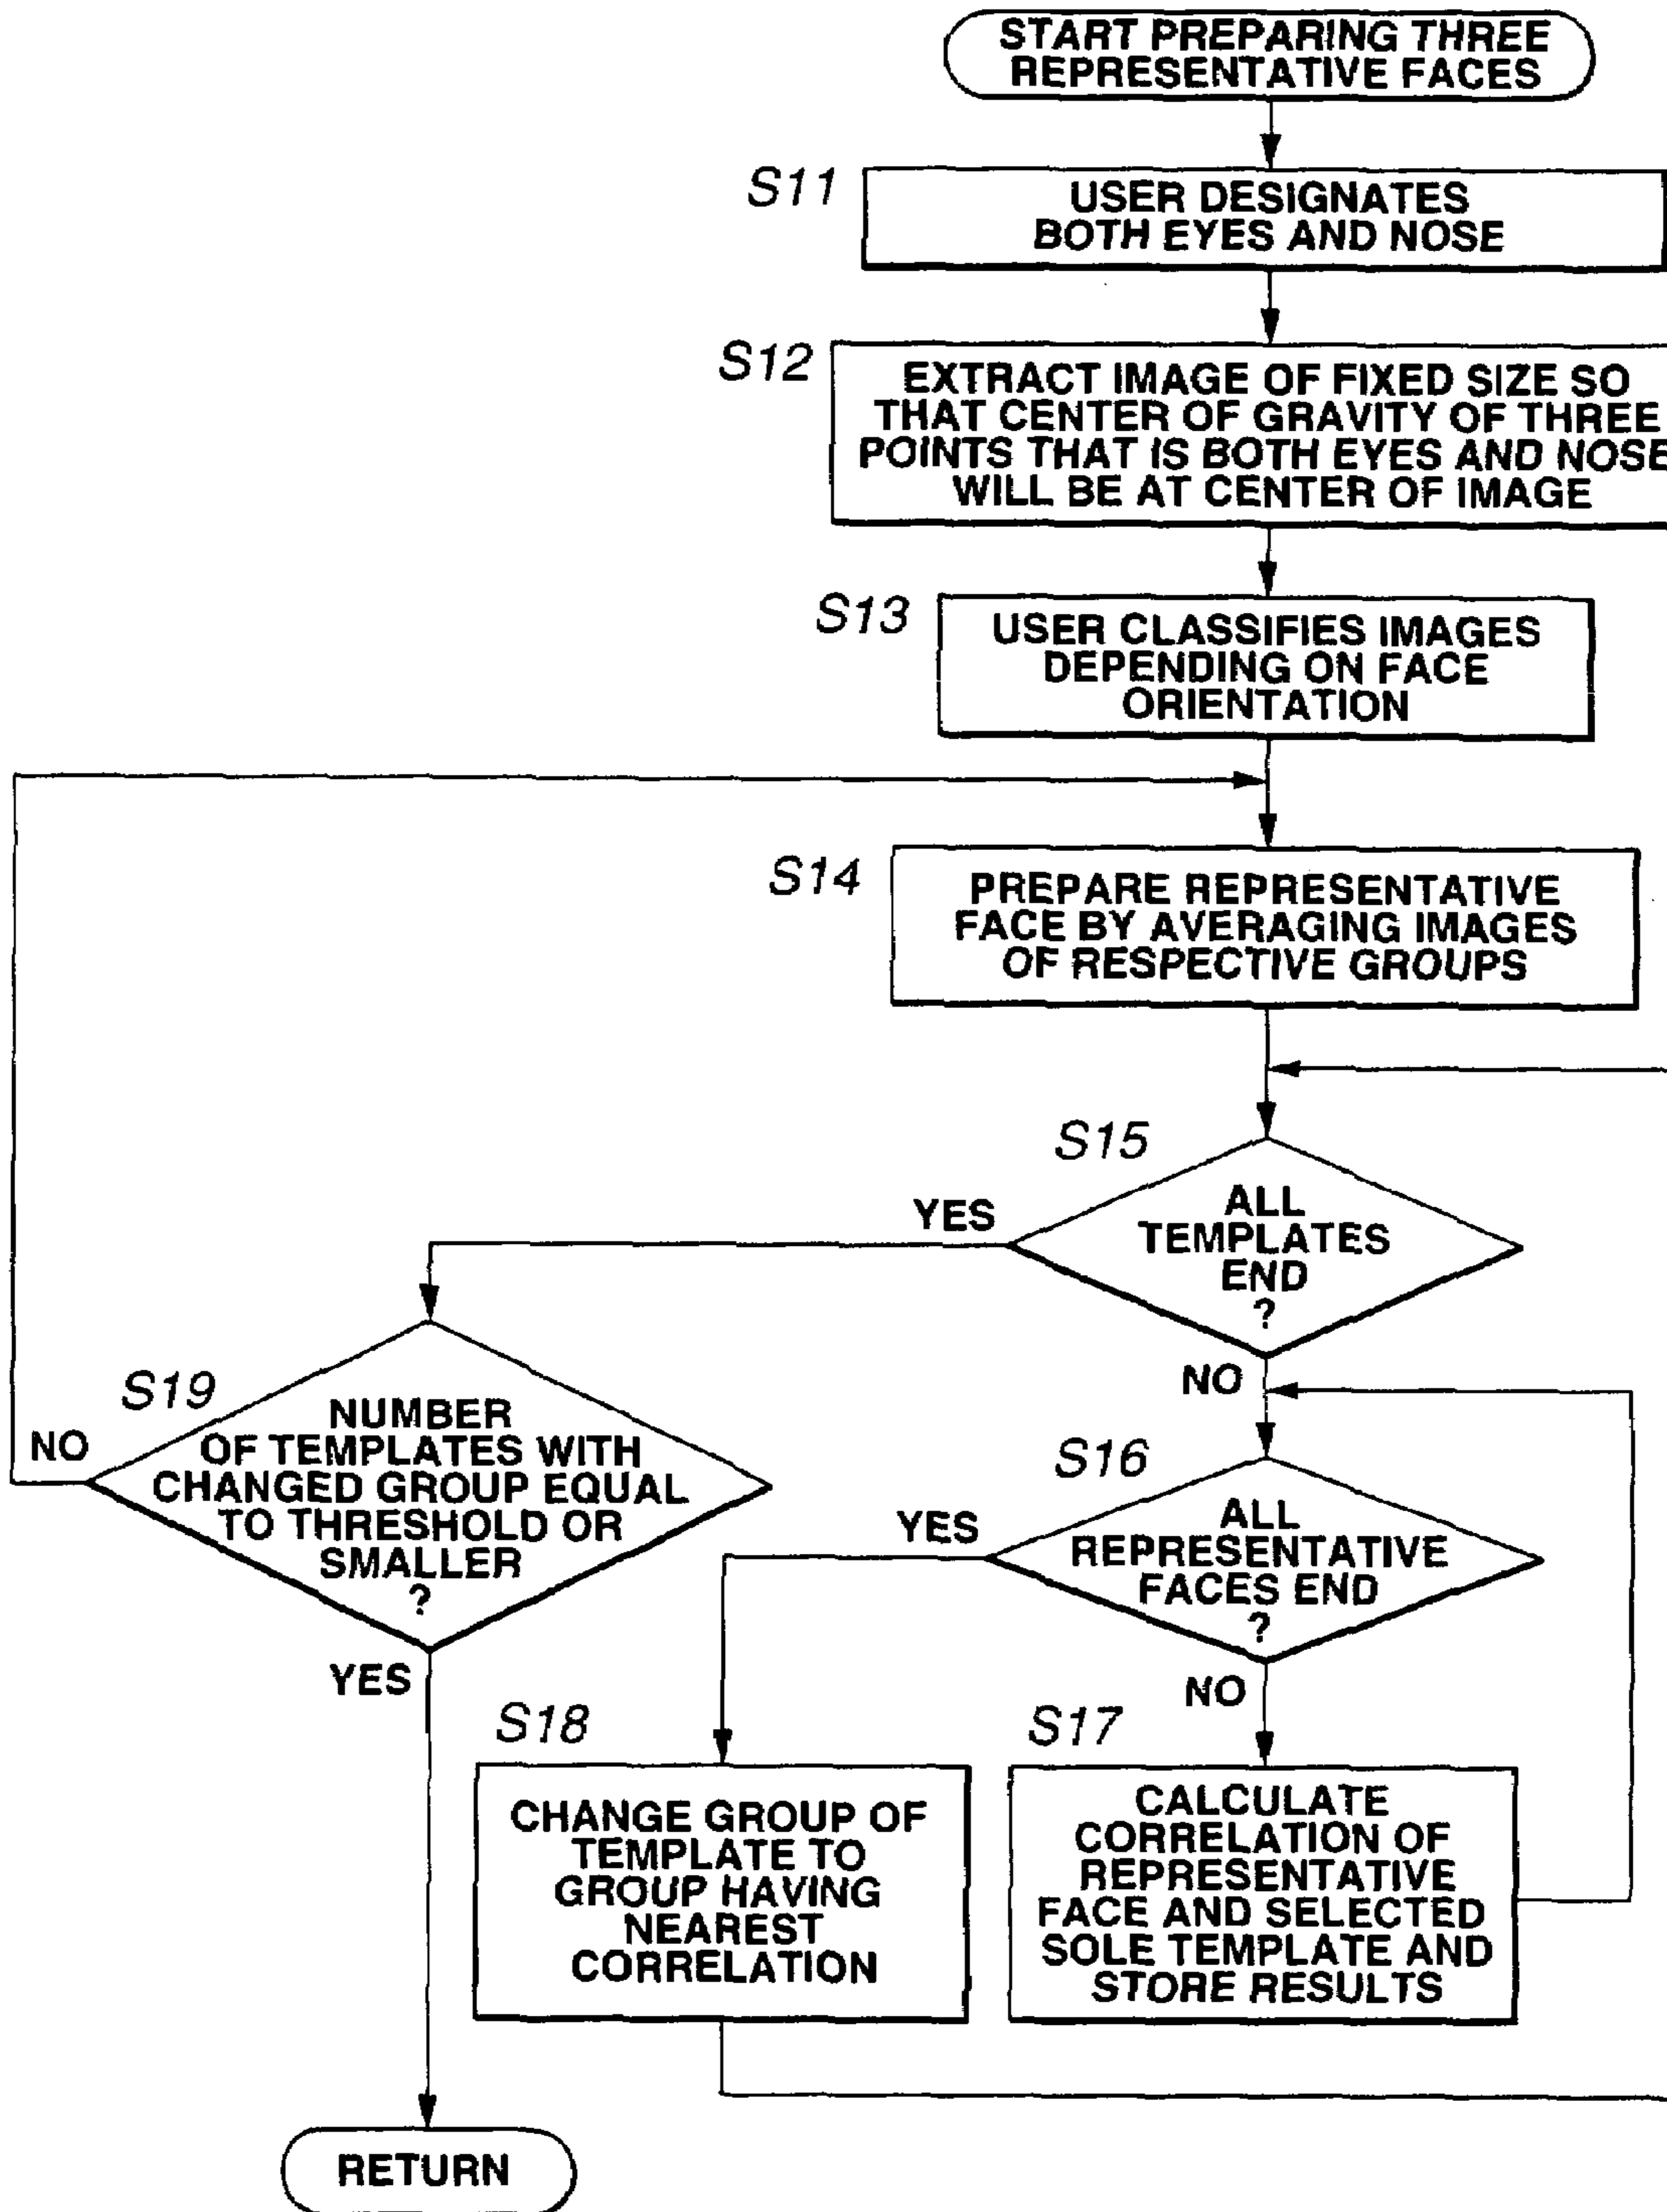 START PREPARING THREE
REPRESENTATIVE FACES
S11
USER DESIGNATES
BOTH EYES AND NOSE
S12
EXTRACT IMAGE OF FIXED SIZE SO
THAT CENTER OF GRAVITY OF THREE
POINTS THAT IS BOTH EYES AND NOSE
WILL BE AT CENTER OF IMAGE
S13
USER CLASSIFIES IMAGES
DEPENDING ON FACE
ORIENTATION
S14
PREPARE REPRESENTATIVE
FACE BY AVERAGING IMAGES
OF RESPECTIVE GROUPS
S15
ALL
TEMPLATES
END
?
YES
NO
S19
NUMBER
OF TEMPLATES WITH
CHANGED GROUP EQUAL
TO THRESHOLD OR
SMALLER
?
NO
YES
S16
ALL
REPRESENTATIVE
FACES END
?
YES
NO
S18
CHANGE GROUP OF
TEMPLATE TO
GROUP HAVING
NEAREST
CORRELATION
S17
CALCULATE
CORRELATION OF
REPRESENTATIVE
FACE AND SELECTED
SOLE TEMPLATE AND
STORE RESULTS
RETURN